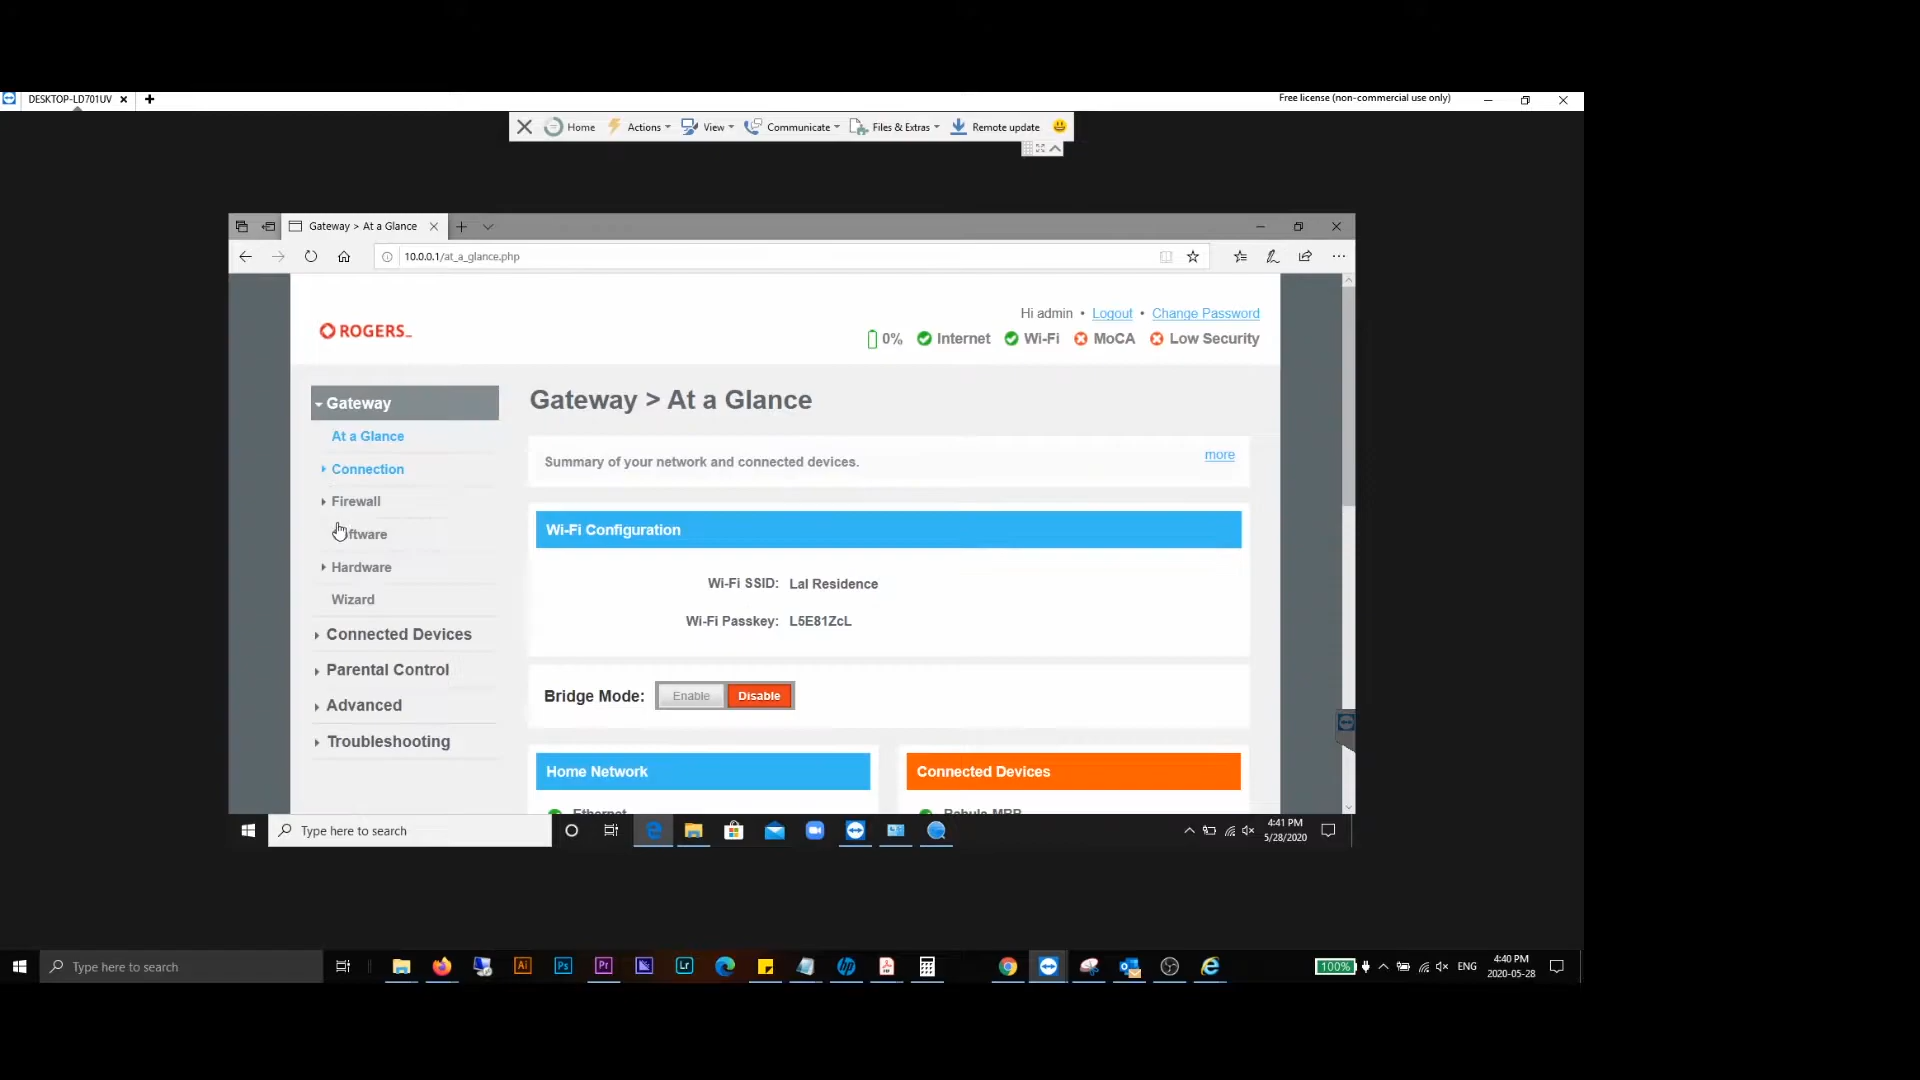 DESKTOP-LD701UV
Free license (non-commercial use only)
Home Actions View Communicate Files & Extras Remote update
Gateway > At a Glance
10.0.0.1/at_a_glance.php
Hi admin • Logout • Change Password
ROGERS
0% Internet Wi-Fi MoCA Low Security
Gateway
At a Glance
Connection
Firewall
ftware
Hardware
Wizard
Connected Devices
Parental Control
Advanced
Troubleshooting
Gateway > At a Glance
Summary of your network and connected devices.
more
Wi-Fi Configuration
Wi-Fi SSID: Lal Residence
Wi-Fi Passkey: L5E81ZcL
Bridge Mode: Enable Disable
Home Network
Connected Devices
Ethernet
Type here to search
4:41 PM
5/28/2020
Type here to search
Ai Ps Pr Lr
100%
ENG
4:40 PM
2020-05-28